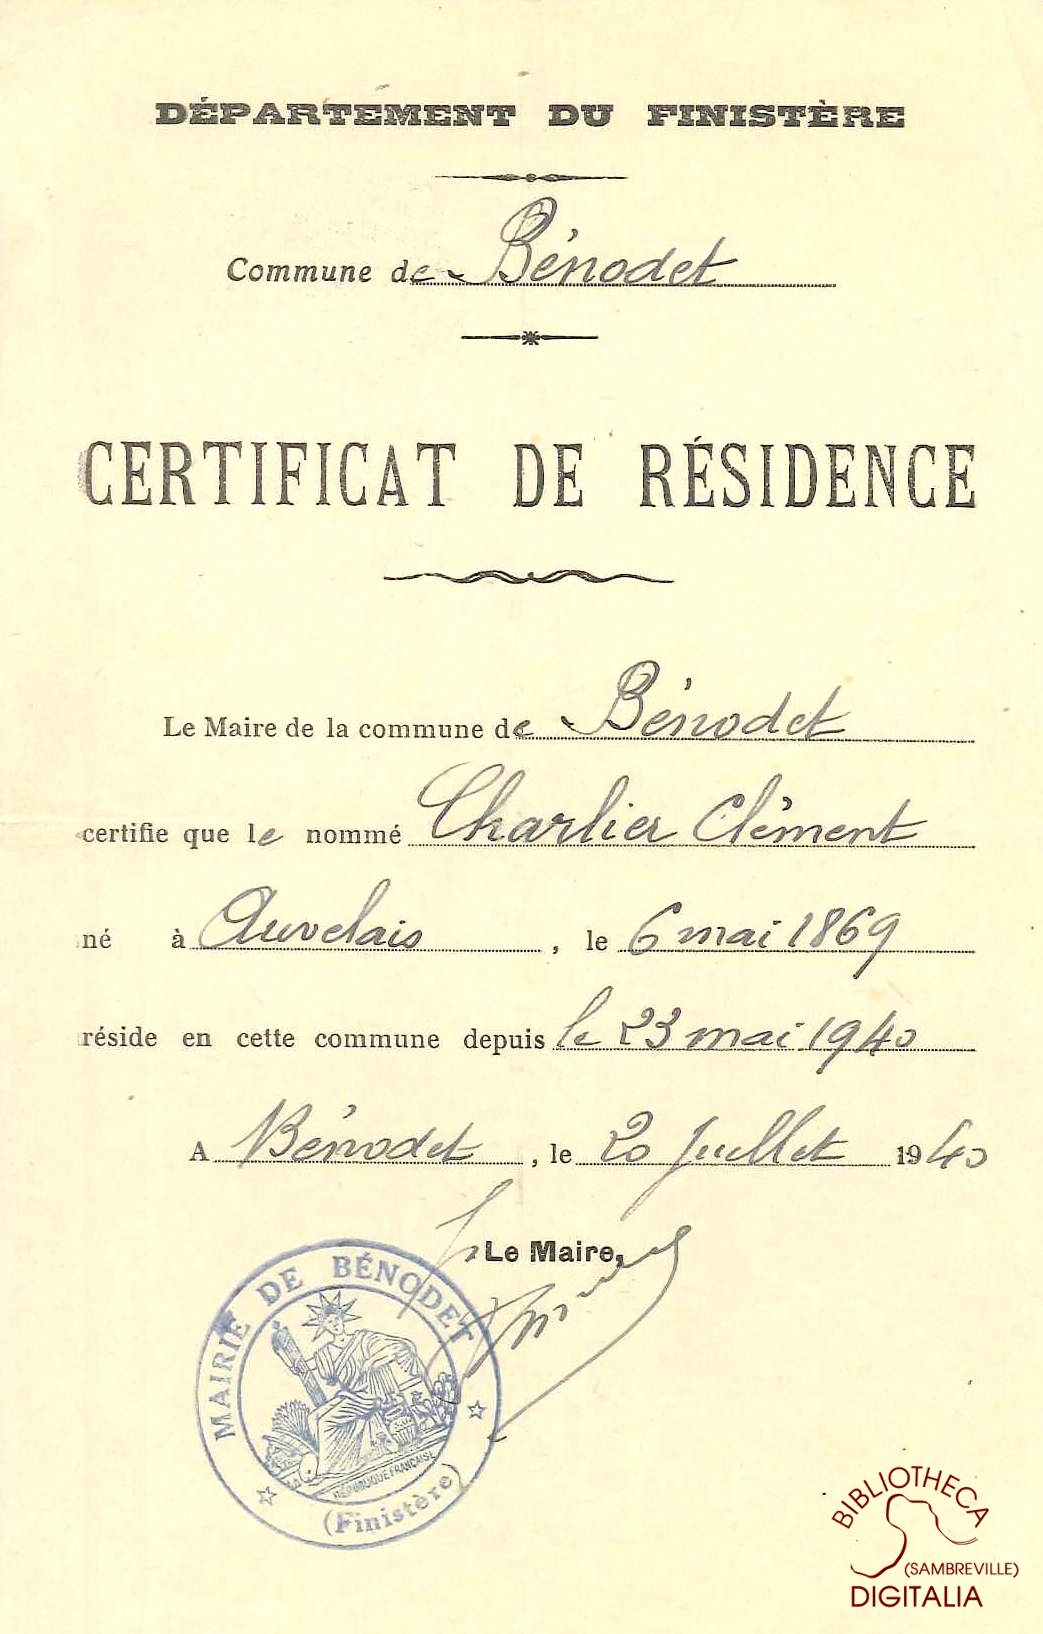 DÉPARTEMENT DU FINISTÈRE
Commune de Bénodet
CERTIFICAT DE RÉSIDENCE
Le Maire de la commune de Bénodet
certifie que le nommé Charlier Clément
né à Auvelais, le 6 mai 1869
réside en cette commune depuis le 23 mai 1940
A Bénodet, le 20 Juillet 1940
Le Maire,
MAIRIE DE BÉNODET
RÉPUBLIQUE FRANÇAISE
(Finistère)
BIBLIOTHECA
(SAMBREVILLE)
DIGITALIA